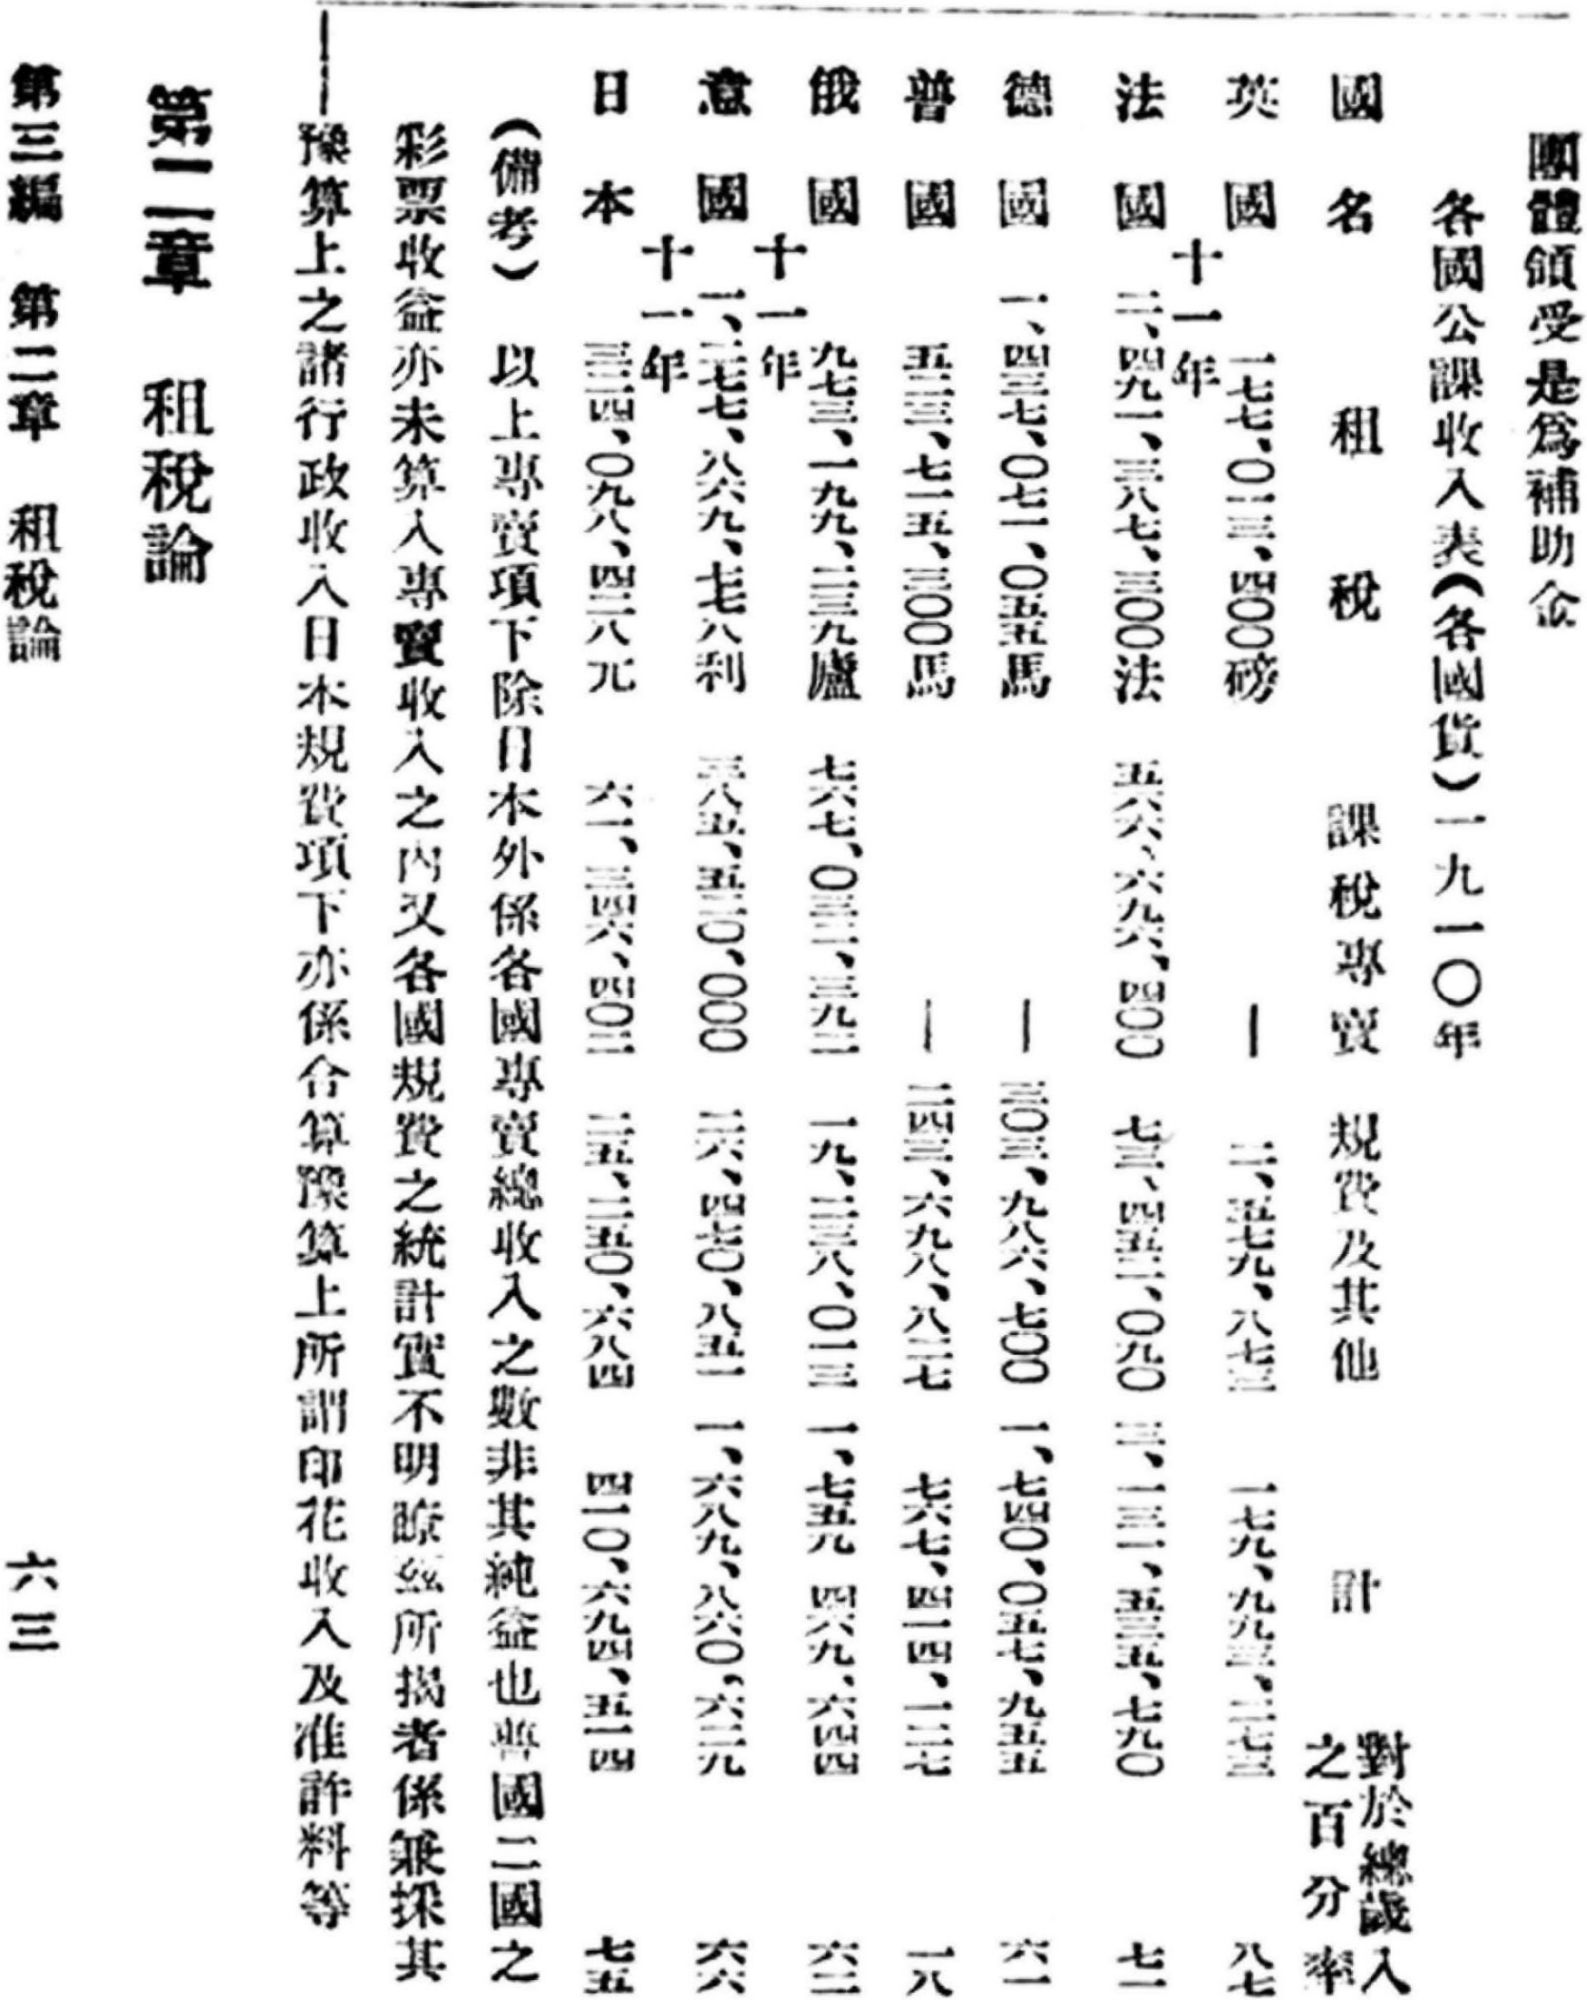 團體領受是爲補助金
各國公課收入表(各國貨)一九一〇年
國名 租稅 課稅專賣 規費及其他 計 對於總歲入之百分率
英國 一七七、〇一三、四〇〇磅 — 二、五七九、八七三 一七九、九九三、二七三 八七
十一年
法國 二、四九一、三八七、三〇〇法 五六六、六九六、四〇〇 七三、四五二、〇九〇 三、一三一、五三五、七九〇 七一
德國 一、四三七、〇七一、〇五五馬 — 三〇三、九八六、七〇〇 一、七四〇、〇五七、九五五 六一
普國 五二三、七一五、三〇〇馬 — 二四三、六九八、八二七 七六七、四一四、一二七 一八
俄國 九七三、一九九、二三九廬 七六七、〇三二、三九二 一九、二三八、〇一三 一、七五九 四六九、六四四 六二
十一年
意國 一、二七七、八六九、七七八利 三八五、五二〇、〇〇〇 二六、四七〇、八五一 一、六八九、八六〇、六二九 六六
十一年
日本 三二四、〇九八、四二八元 六一、三四六、四〇二 二五、二五〇、六八四 四一〇、六九四、五一四 七五
(備考) 以上專賣項下除日本外係各國專賣總收入之數非其純益也普國二國之
彩票收益亦未算入專賣收入之內又各國規費之統計實不明瞭茲所揭者係兼採其
豫算上之諸行政收入日本規費項下亦係合算豫算上所謂印花收入及准許料等
第二章 租稅論
第三編 第二章 租稅論 六三